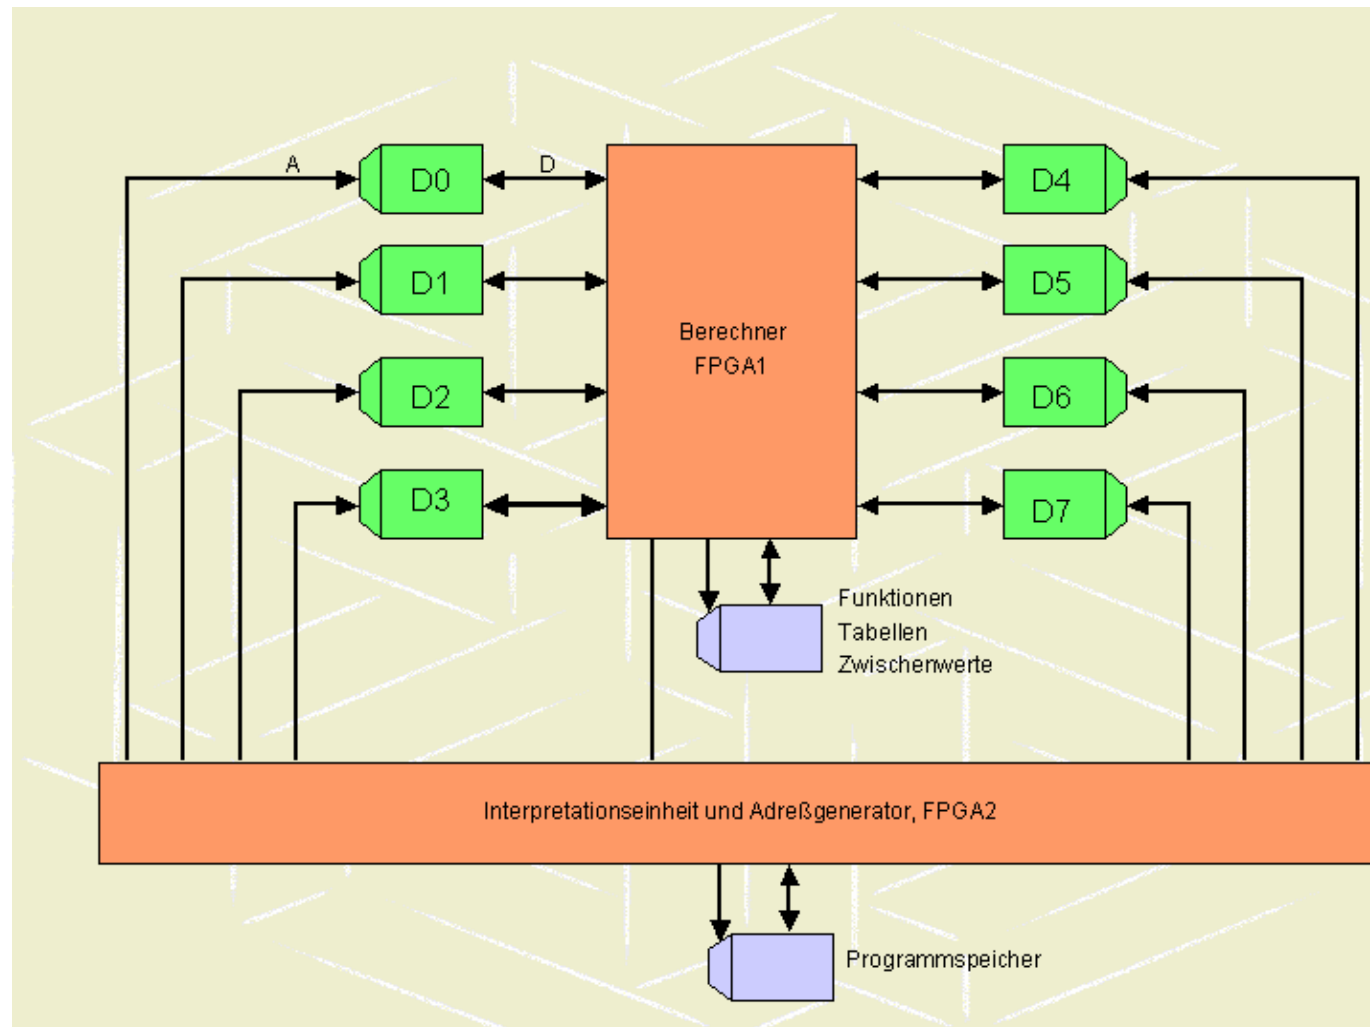 A
D0
D
D4
D1
D5
Berechner
FPGA1
D2
D6
D3
D7
Funktionen
Tabellen
Zwischenwerte
Interpretationseinheit und Adreßgenerator, FPGA2
Programmspeicher